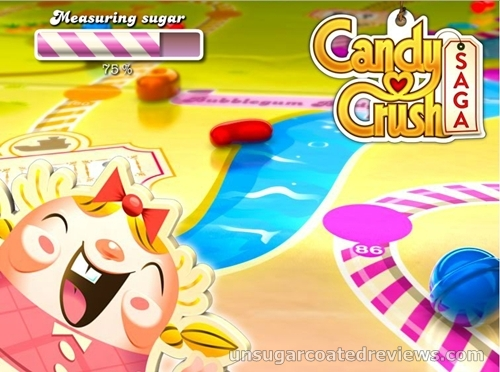 Measuring sugar
76 %
Candy
Crush
SAGA
Bubblegum
86
unsugarcoatedreviews.com